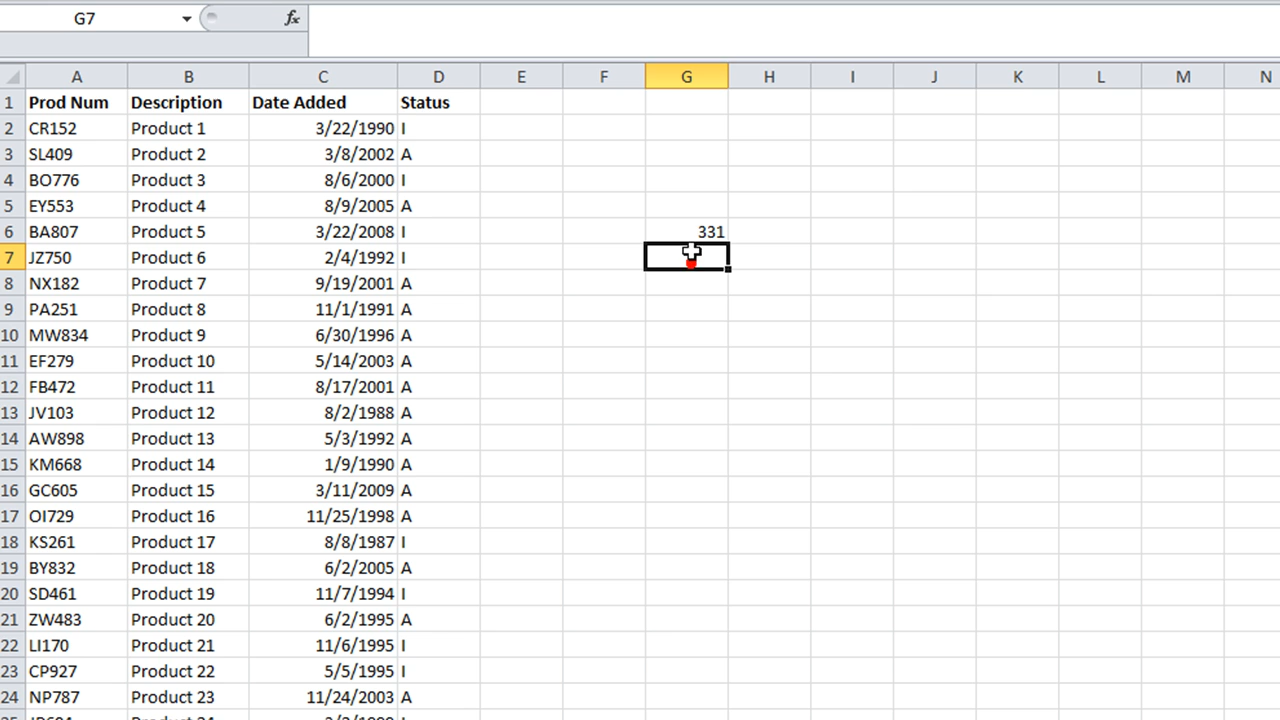 G7 fx
A B C D E F G H I J K L M N
1 Prod Num Description Date Added Status
2 CR152 Product 1 3/22/1990 I
3 SL409 Product 2 3/8/2002 A
4 BO776 Product 3 8/6/2000 I
5 EY553 Product 4 8/9/2005 A
6 BA807 Product 5 3/22/2008 I 331
7 JZ750 Product 6 2/4/1992 I
8 NX182 Product 7 9/19/2001 A
9 PA251 Product 8 11/1/1991 A
10 MW834 Product 9 6/30/1996 A
11 EF279 Product 10 5/14/2003 A
12 FB472 Product 11 8/17/2001 A
13 JV103 Product 12 8/2/1988 A
14 AW898 Product 13 5/3/1992 A
15 KM668 Product 14 1/9/1990 A
16 GC605 Product 15 3/11/2009 A
17 OI729 Product 16 11/25/1998 A
18 KS261 Product 17 8/8/1987 I
19 BY832 Product 18 6/2/2005 A
20 SD461 Product 19 11/7/1994 I
21 ZW483 Product 20 6/2/1995 A
22 LI170 Product 21 11/6/1995 I
23 CP927 Product 22 5/5/1995 I
24 NP787 Product 23 11/24/2003 A